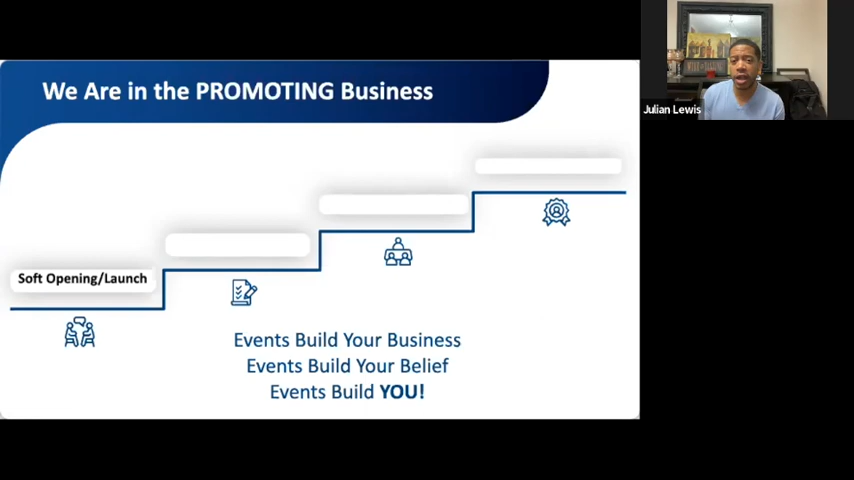 We Are in the PROMOTING Business
Julian Lewis
Soft Opening/Launch
Events Build Your Business
Events Build Your Belief
Events Build YOU!